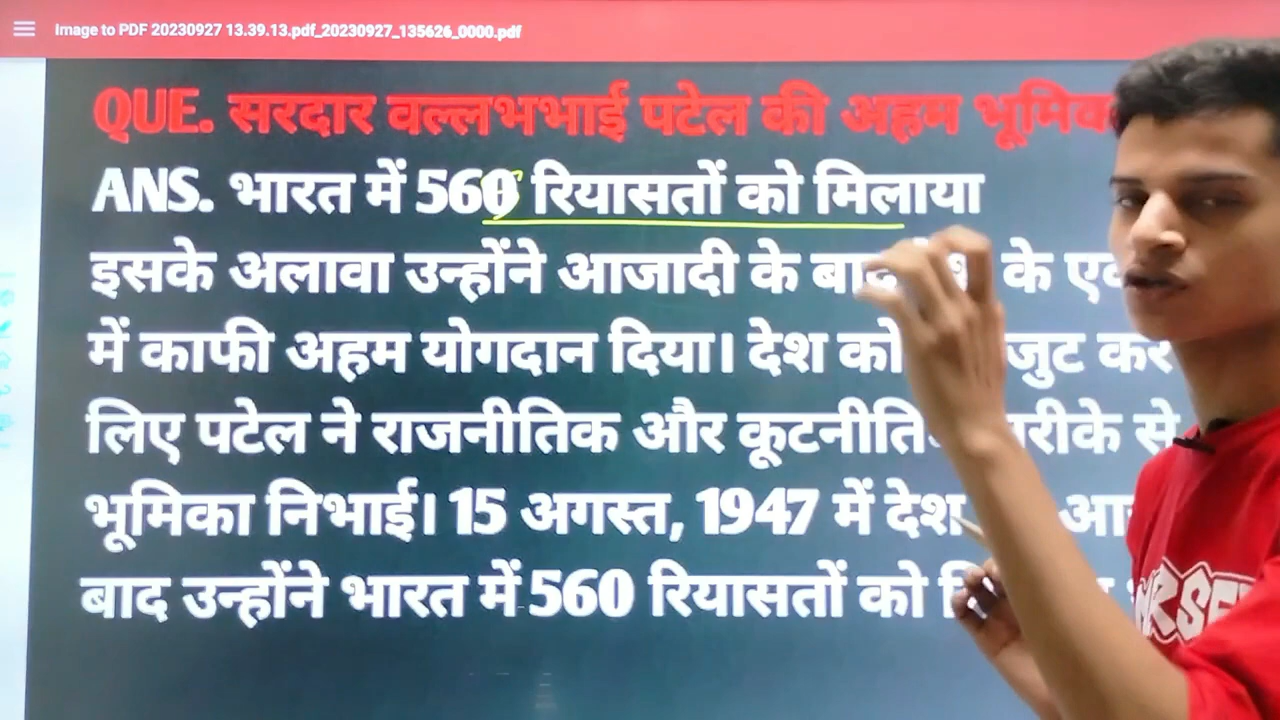 Image to PDF 20230927 13.39.13.pdf_20230927_135626_0000.pdf
QUE. सरदार वल्लभभाई पटेल की अहम
ANS. भारत में 560 रियासतों को मिलाया
इसके अलावा उन्होंने आजादी के बाद के
में काफी अहम योगदान दिया। देश को जुट कर
लिए पटेल ने राजनीतिक और से
भूमिका निभाई। 15 अगस्त, 1947 में देश
बाद उन्होंने भारत में 560 रियासतों को